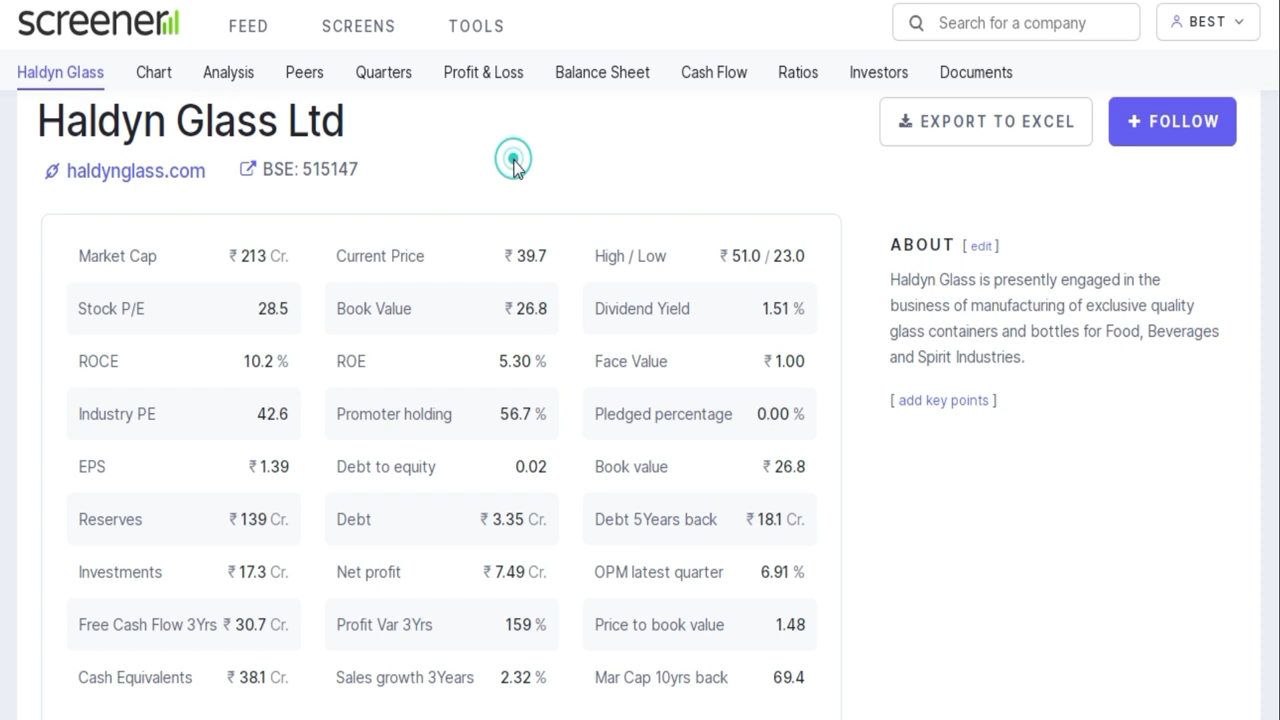 screener FEED SCREENS TOOLS Search for a company BEST
Haldyn Glass Chart Analysis Peers Quarters Profit & Loss Balance Sheet Cash Flow Ratios Investors Documents
Haldyn Glass Ltd EXPORT TO EXCEL + FOLLOW
haldynglass.com BSE: 515147
Market Cap ₹ 213 Cr. Current Price ₹ 39.7 High / Low ₹ 51.0 / 23.0
Stock P/E 28.5 Book Value ₹ 26.8 Dividend Yield 1.51 %
ROCE 10.2 % ROE 5.30 % Face Value ₹ 1.00
Industry PE 42.6 Promoter holding 56.7 % Pledged percentage 0.00 %
EPS ₹ 1.39 Debt to equity 0.02 Book value ₹ 26.8
Reserves ₹ 139 Cr. Debt ₹ 3.35 Cr. Debt 5Years back ₹ 18.1 Cr.
Investments ₹ 17.3 Cr. Net profit ₹ 7.49 Cr. OPM latest quarter 6.91 %
Free Cash Flow 3Yrs ₹ 30.7 Cr. Profit Var 3Yrs 159 % Price to book value 1.48
Cash Equivalents ₹ 38.1 Cr. Sales growth 3Years 2.32 % Mar Cap 10yrs back 69.4
ABOUT [ edit ]
Haldyn Glass is presently engaged in the
business of manufacturing of exclusive quality
glass containers and bottles for Food, Beverages
and Spirit Industries.
[ add key points ]